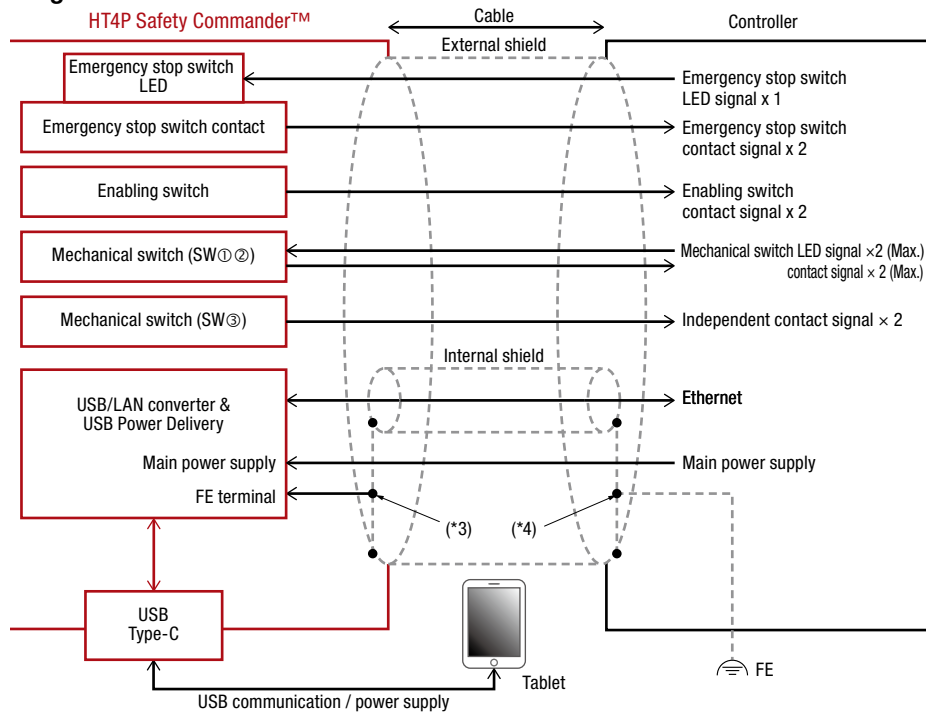 HT4P Safety Commander™
Cable
Controller
External shield
Emergency stop switch
LED
Emergency stop switch
LED signal x 1
Emergency stop switch contact
Emergency stop switch
contact signal x 2
Enabling switch
Enabling switch
contact signal x 2
Mechanical switch (SW①②)
Mechanical switch LED signal ×2 (Max.)
contact signal × 2 (Max.)
Mechanical switch (SW③)
Independent contact signal × 2
Internal shield
USB/LAN converter &
USB Power Delivery
Ethernet
Main power supply
Main power supply
FE terminal
(*3)
(*4)
USB
Type-C
FE
Tablet
USB communication / power supply